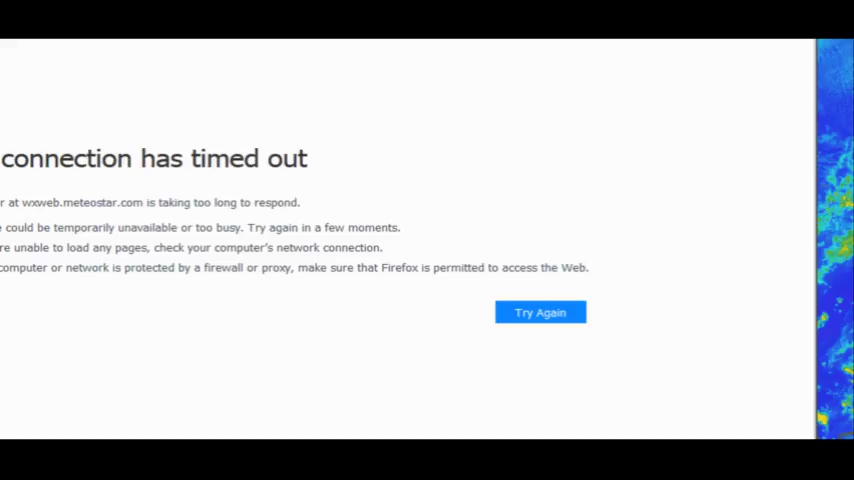 connection has timed out
r at wxweb.meteostar.com is taking too long to respond.
e could be temporarily unavailable or too busy. Try again in a few moments.
re unable to load any pages, check your computer's network connection.
computer or network is protected by a firewall or proxy, make sure that Firefox is permitted to access the Web.
Try Again